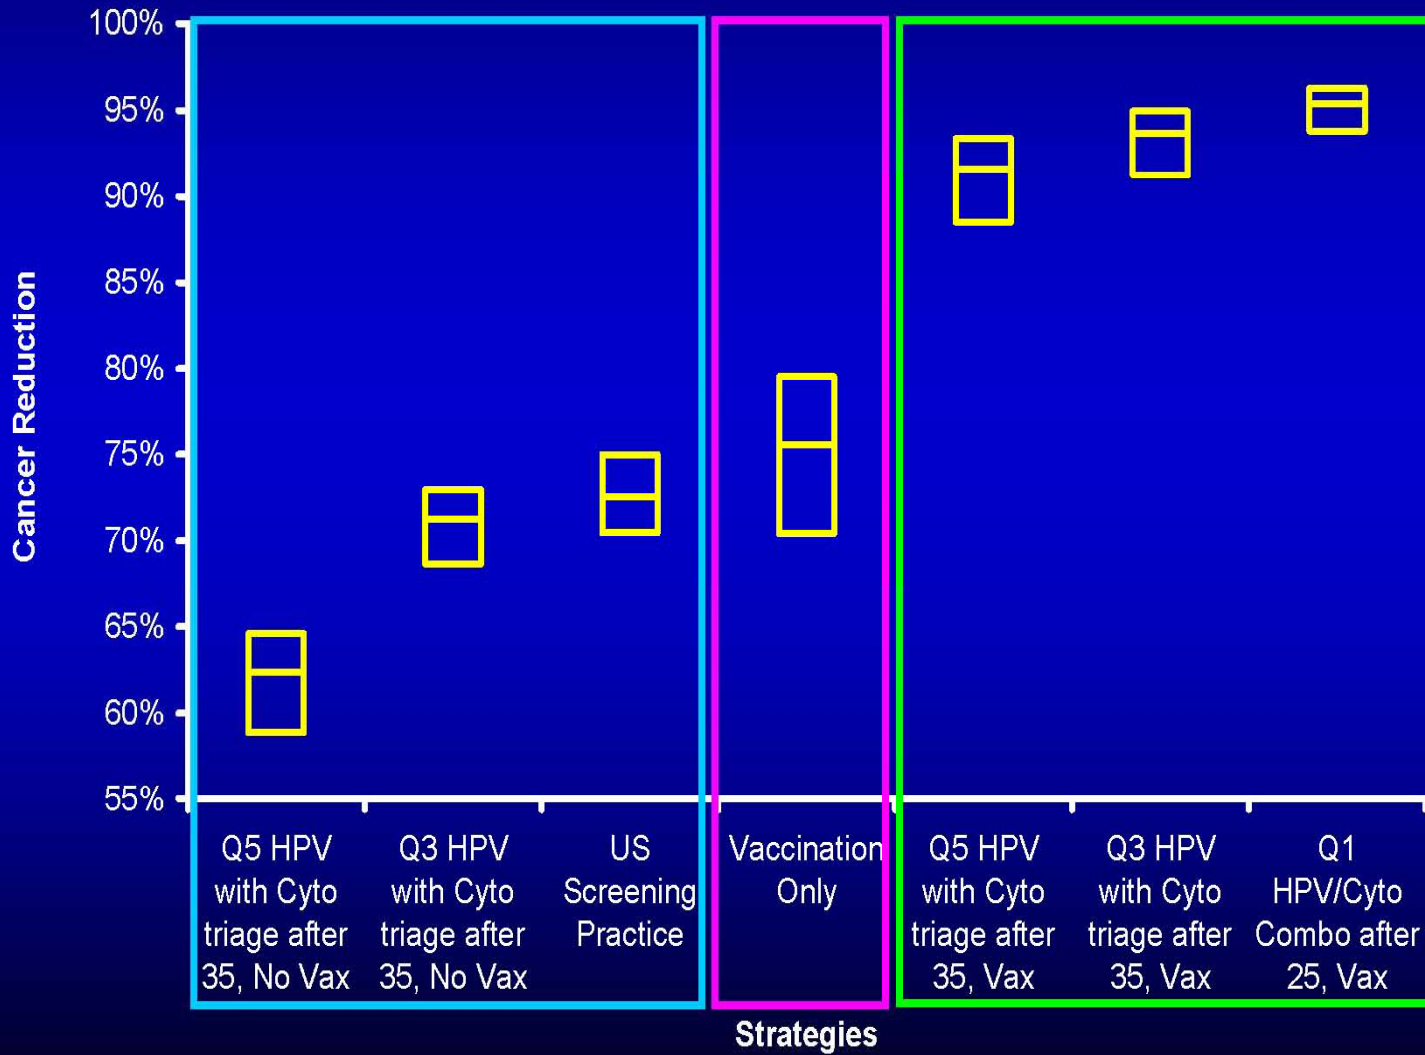 100%
95%
90%
85%
80%
75%
70%
65%
60%
55%
Cancer Reduction
Q5 HPV
with Cyto
triage after
35, No Vax
Q3 HPV
with Cyto
triage after
35, No Vax
US
Screening
Practice
Vaccination
Only
Q5 HPV
with Cyto
triage after
35, Vax
Q3 HPV
with Cyto
triage after
35, Vax
Q1
HPV/Cyto
Combo after
25, Vax
Strategies